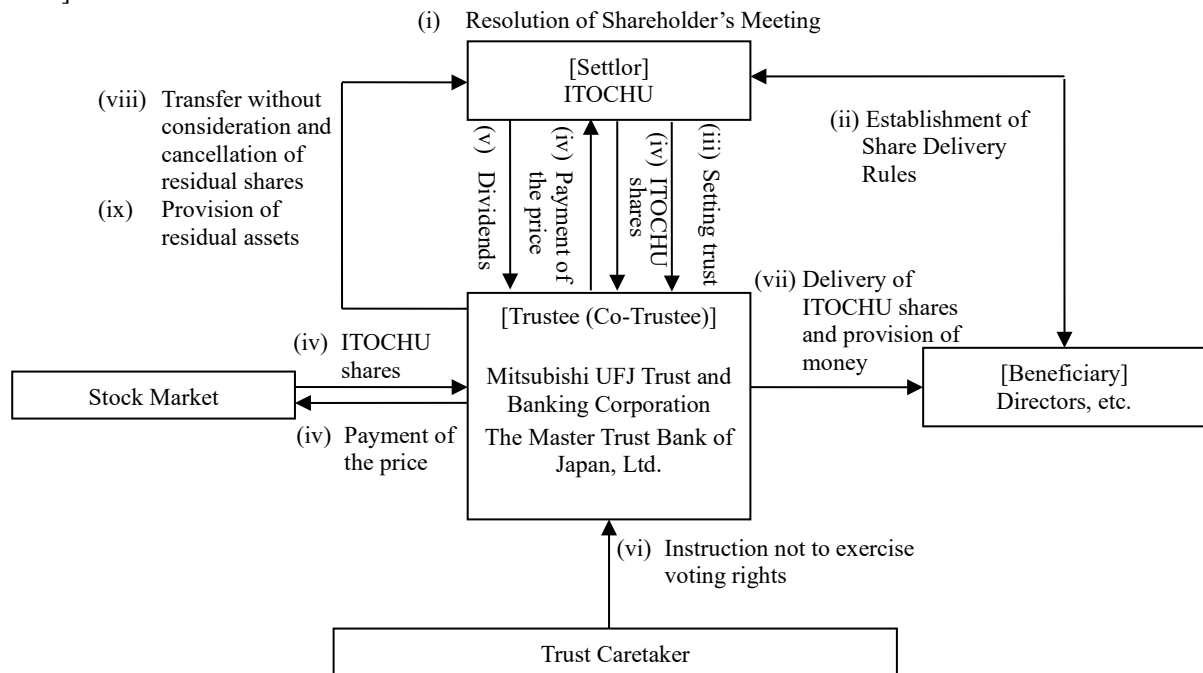 ]
(i) Resolution of Shareholder’s Meeting
[Settlor]
ITOCHU
(viii) Transfer without
consideration and
cancellation of
residual shares
(ix) Provision of
residual assets
(ii) Establishment of
Share Delivery
Rules
(v) Dividends
(iv) Payment of
the price
(iv) ITOCHU
shares
(iii) Setting trust
[Trustee (Co-Trustee)]
Mitsubishi UFJ Trust and
Banking Corporation
The Master Trust Bank of
Japan, Ltd.
(vii) Delivery of
ITOCHU shares
and provision of
money
(iv) ITOCHU
shares
Stock Market
(iv) Payment of
the price
[Beneficiary]
Directors, etc.
(vi) Instruction not to exercise
voting rights
Trust Caretaker